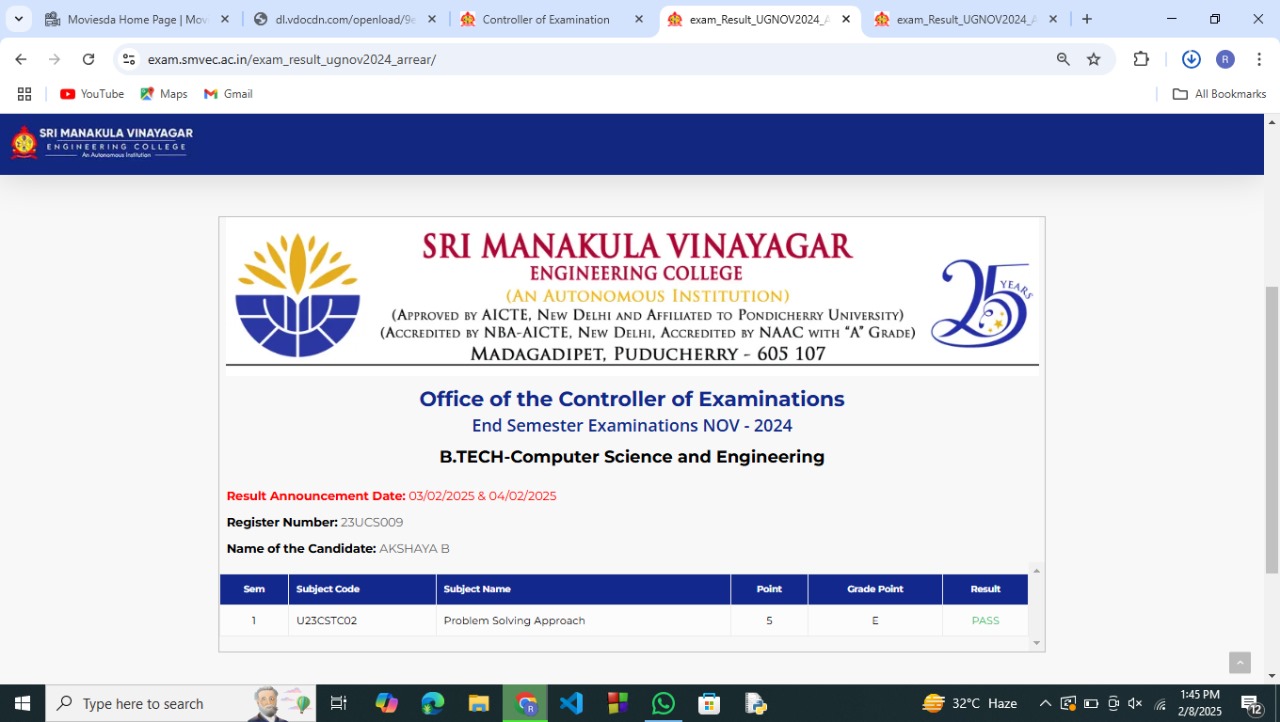 Moviesda Home Page | Mov
dl.vdocdn.com/openload/9e
Controller of Examination
exam_Result_UGNOV2024_A
exam_Result_UGNOV2024_A
exam.smvec.ac.in/exam_result_ugnov2024_arrear/
R
YouTube
Maps
Gmail
All Bookmarks
SRI MANAKULA VINAYAGAR
ENGINEERING COLLEGE
An Autonomous Institution
SRI MANAKULA VINAYAGAR
ENGINEERING COLLEGE
(AN AUTONOMOUS INSTITUTION)
(APPROVED BY AICTE, NEW DELHI AND AFFILIATED TO PONDICHERRY UNIVERSITY)
(ACCREDITED BY NBA-AICTE, NEW DELHI, ACCREDITED BY NAAC WITH “A” GRADE)
MADAGADIPET, PUDUCHERRY - 605 107
25 YEARS
Office of the Controller of Examinations
End Semester Examinations NOV - 2024
B.TECH-Computer Science and Engineering
Result Announcement Date: 03/02/2025 & 04/02/2025
Register Number: 23UCS009
Name of the Candidate: AKSHAYA B
Sem Subject Code Subject Name Point Grade Point Result
1 U23CSTC02 Problem Solving Approach 5 E PASS
Type here to search
32°C Haze
1:45 PM
2/8/2025
12